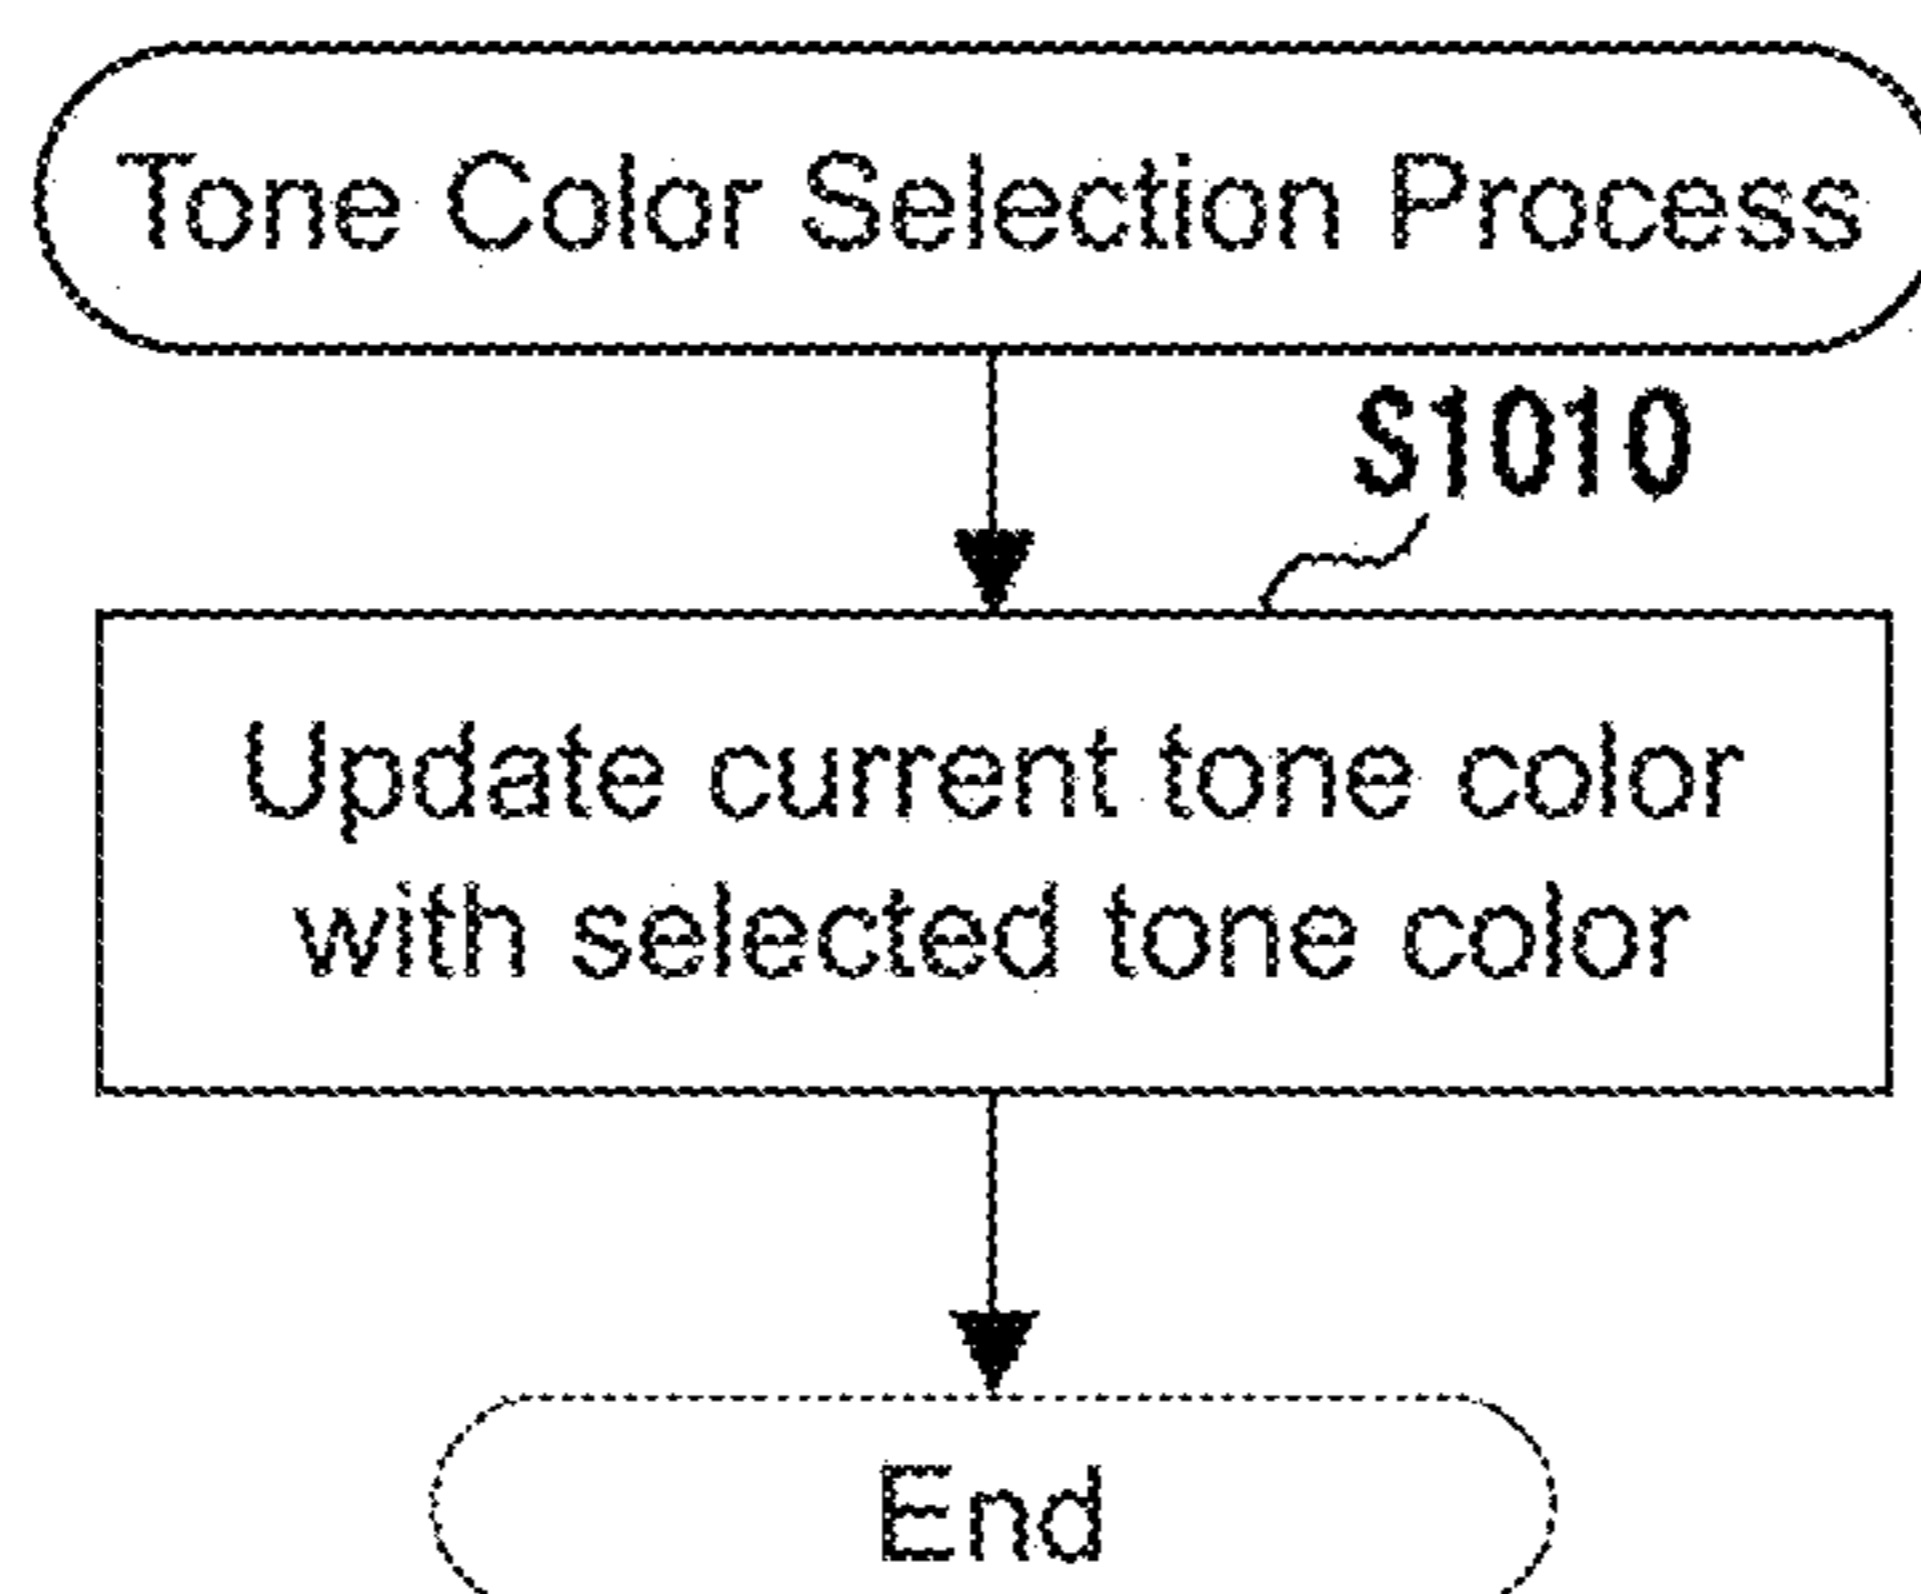 Tone Color Selection Process
S1010
Update current tone color
with selected tone color
End